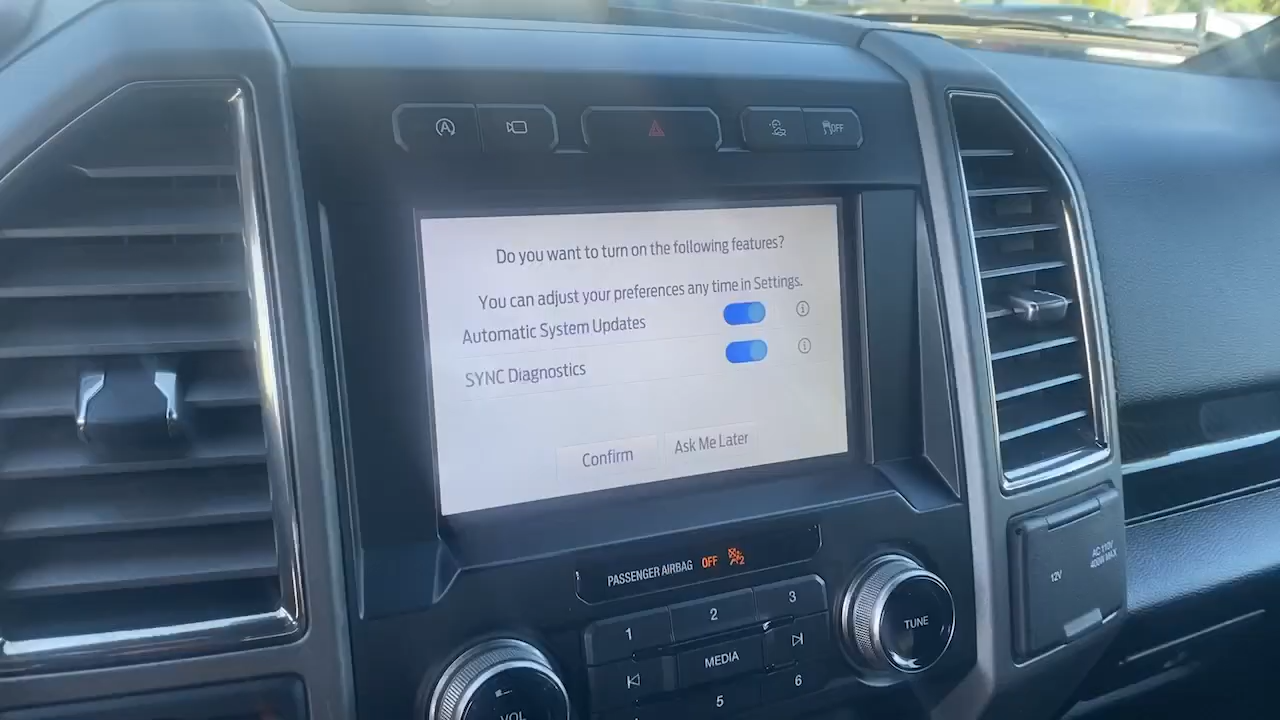 A
OFF
Do you want to turn on the following features?
You can adjust your preferences any time in Settings.
Automatic System Updates
SYNC Diagnostics
Confirm
Ask Me Later
PASSENGER AIRBAG OFF 2
1
2
3
MEDIA
5
6
VOL
TUNE
12V
AC 110V
400W MAX